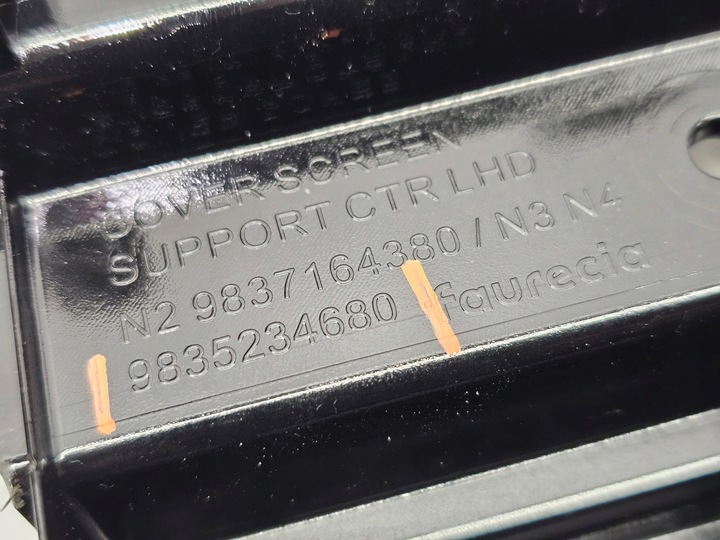 COVER SCREEN
SUPPORT CTR LHD
N2 9837164380 / N3 N4
9835234680 faurecia